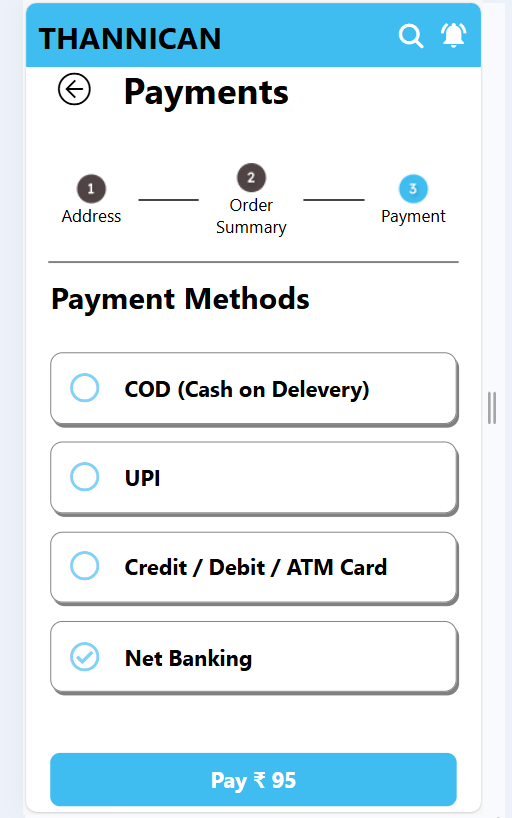 THANNICAN
Payments
1
Address
2
Order
Summary
3
Payment
Payment Methods
COD (Cash on Delevery)
UPI
Credit / Debit / ATM Card
Net Banking
Pay ₹ 95